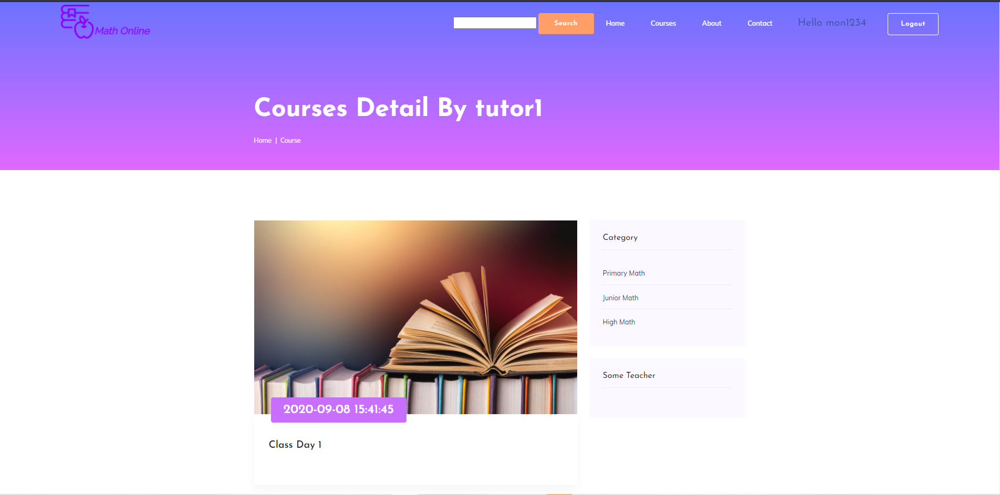 Math Online
Search
Home
Courses
About
Contact
Hello mon1234
Logout
Courses Detail By tutor1
Home | Course
2020-09-08 15:41:45
Class Day 1
Category
Primary Math
Junior Math
High Math
Some Teacher